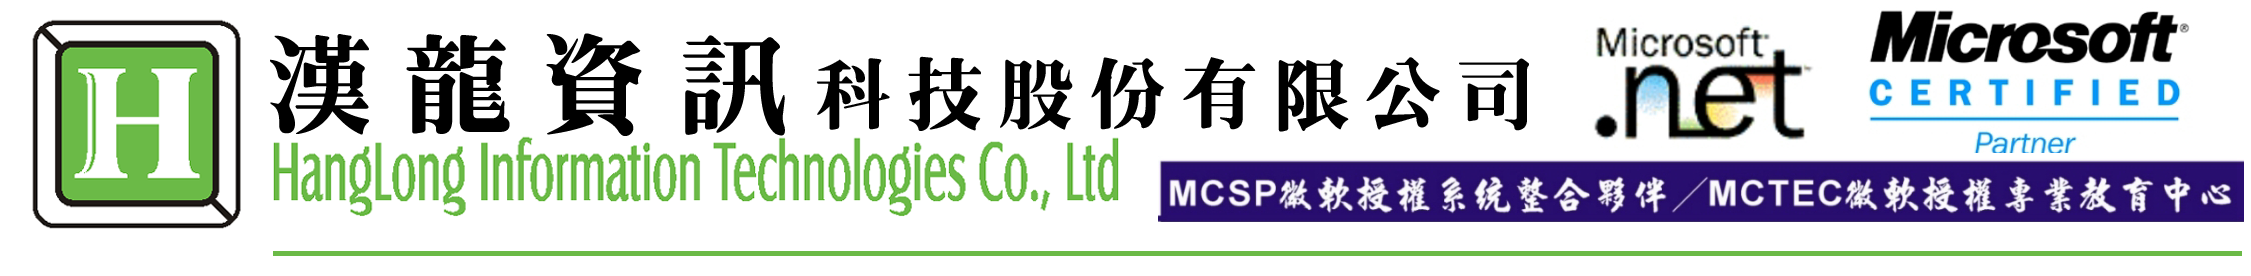 H
漢龍資訊科技股份有限公司
HangLong Information Technologies Co., Ltd
Microsoft
.net
Microsoft
CERTIFIED
Partner
MCSP微軟授權系統整合夥伴／MCTEC微軟授權專業教育中心